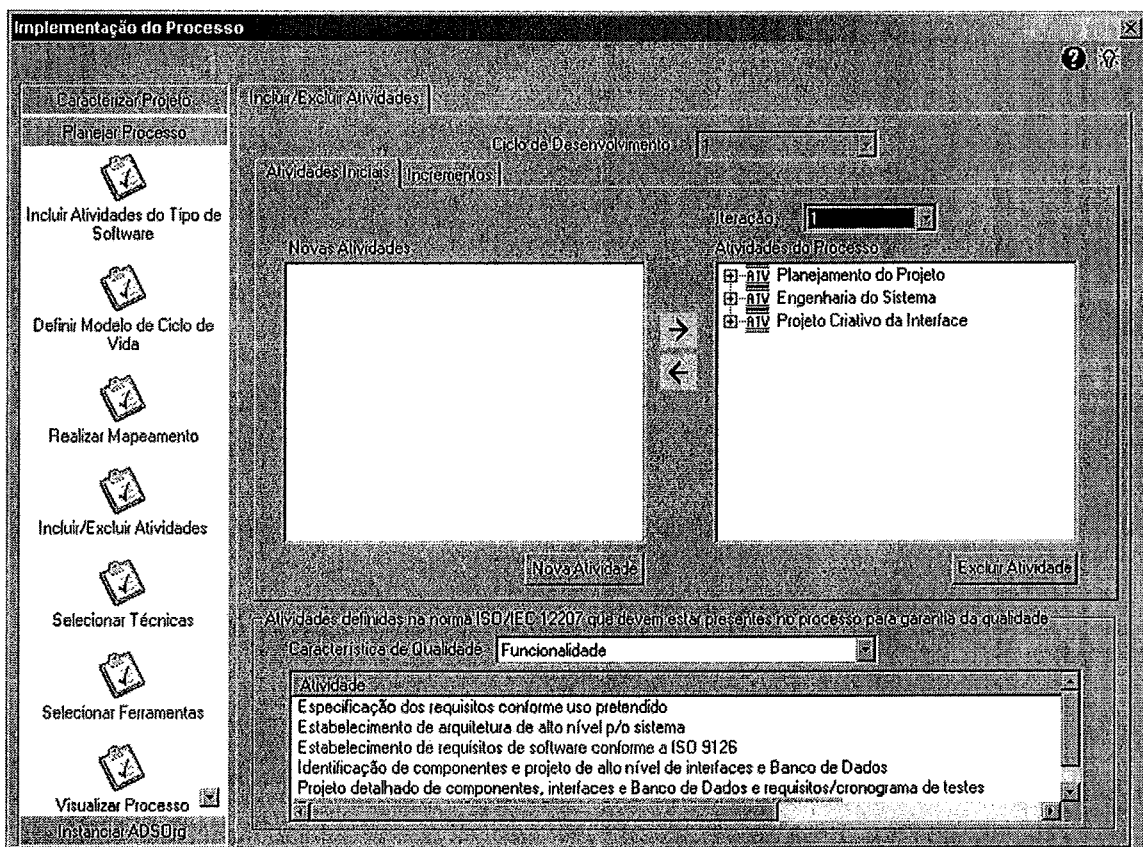 Implementação do Processo
Caracterizar Projeto
Planejar Processo
Incluir Atividades do Tipo de
Software
Definir Modelo de Ciclo de
Vida
Realizar Mapeamento
Incluir/Excluir Atividades
Selecionar Técnicas
Selecionar Ferramentas
Visualizar Processo
Instanciar ADSOrg
Incluir/Excluir Atividades
Ciclo de Desenvolvimento 1
Atividades Iniciais Incrementos
Iteração 1
Novas Atividades
Atividades do Processo
ATV Planejamento do Projeto
ATV Engenharia do Sistema
ATV Projeto Criativo da Interface
Nova Atividade
Excluir Atividade
Atividades definidas na norma ISO/IEC 12207 que devem estar presentes no processo para garantia da qualidade
Característica de Qualidade Funcionalidade
Atividade
Especificação dos requisitos conforme uso pretendido
Estabelecimento de arquitetura de alto nível p/o sistema
Estabelecimento de requisitos de software conforme a ISO 9126
Identificação de componentes e projeto de alto nível de interfaces e Banco de Dados
Projeto detalhado de componentes, interfaces e Banco de Dados e requisitos/cronograma de testes